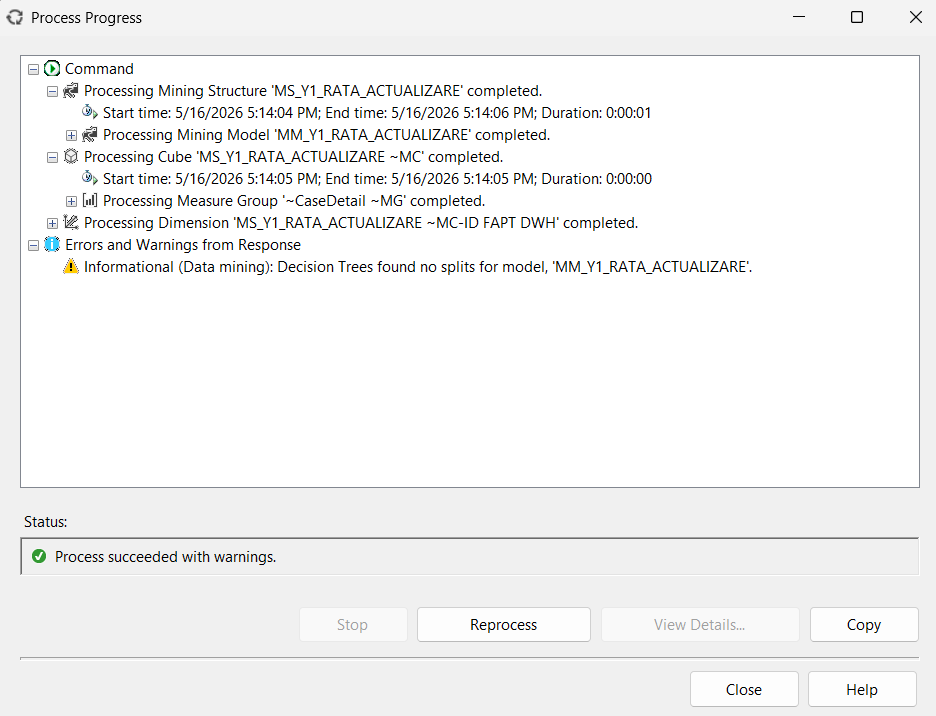 Process Progress
Command
Processing Mining Structure 'MS_Y1_RATA_ACTUALIZARE' completed.
Start time: 5/16/2026 5:14:04 PM; End time: 5/16/2026 5:14:06 PM; Duration: 0:00:01
Processing Mining Model 'MM_Y1_RATA_ACTUALIZARE' completed.
Processing Cube 'MS_Y1_RATA_ACTUALIZARE ~MC' completed.
Start time: 5/16/2026 5:14:05 PM; End time: 5/16/2026 5:14:05 PM; Duration: 0:00:00
Processing Measure Group '~CaseDetail ~MG' completed.
Processing Dimension 'MS_Y1_RATA_ACTUALIZARE ~MC-ID FAPT DWH' completed.
Errors and Warnings from Response
Informational (Data mining): Decision Trees found no splits for model, 'MM_Y1_RATA_ACTUALIZARE'.
Status:
Process succeeded with warnings.
Stop Reprocess View Details... Copy
Close Help